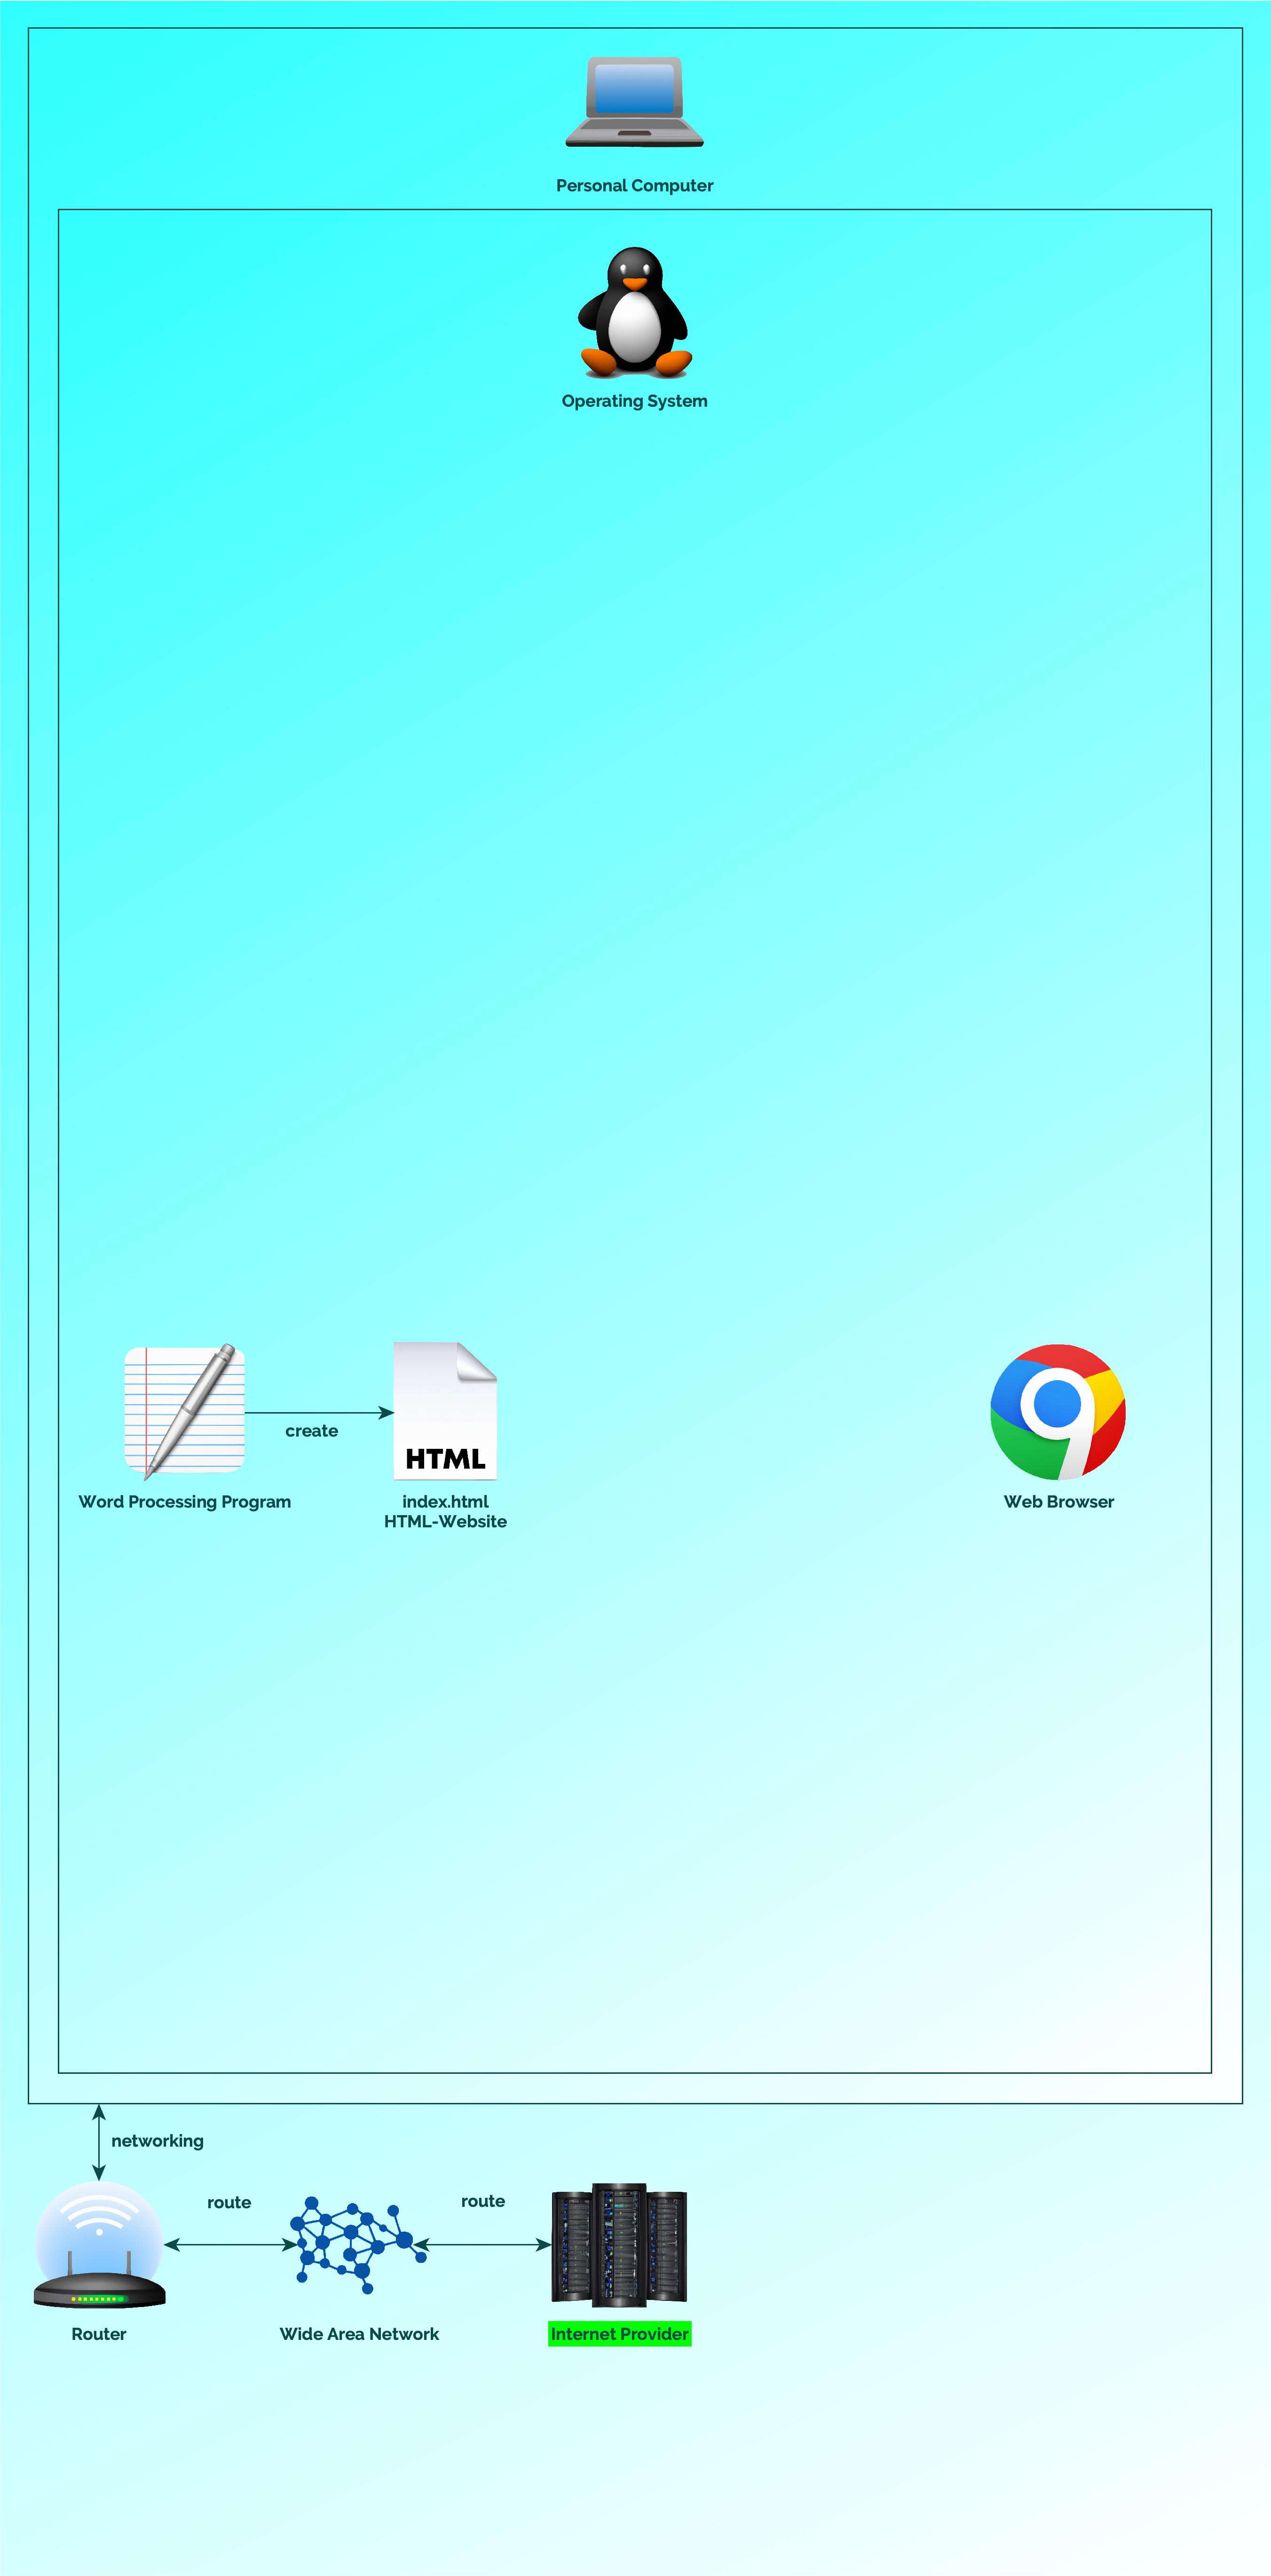 Personal Computer
Operating System
create
HTML
Word Processing Program
index.html
HTML-Website
Web Browser
networking
route
route
Router
Wide Area Network
Internet Provider